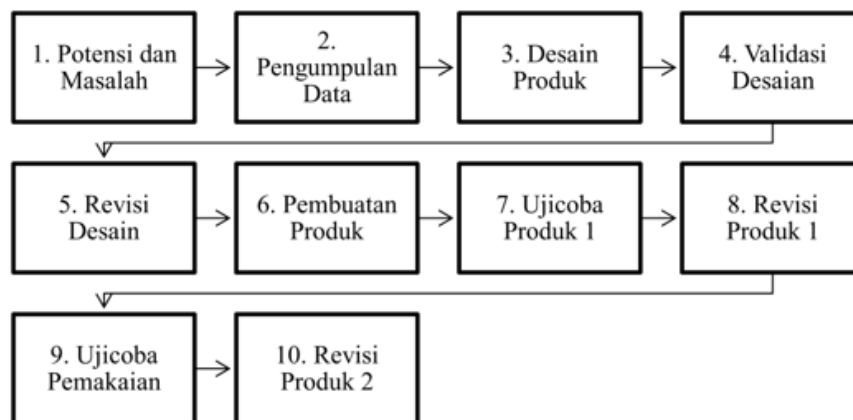 1. Potensi dan
Masalah
2.
Pengumpulan
Data
3. Desain
Produk
4. Validasi
Desaian
5. Revisi
Desain
6. Pembuatan
Produk
7. Ujicoba
Produk 1
8. Revisi
Produk 1
9. Ujicoba
Pemakaian
10. Revisi
Produk 2